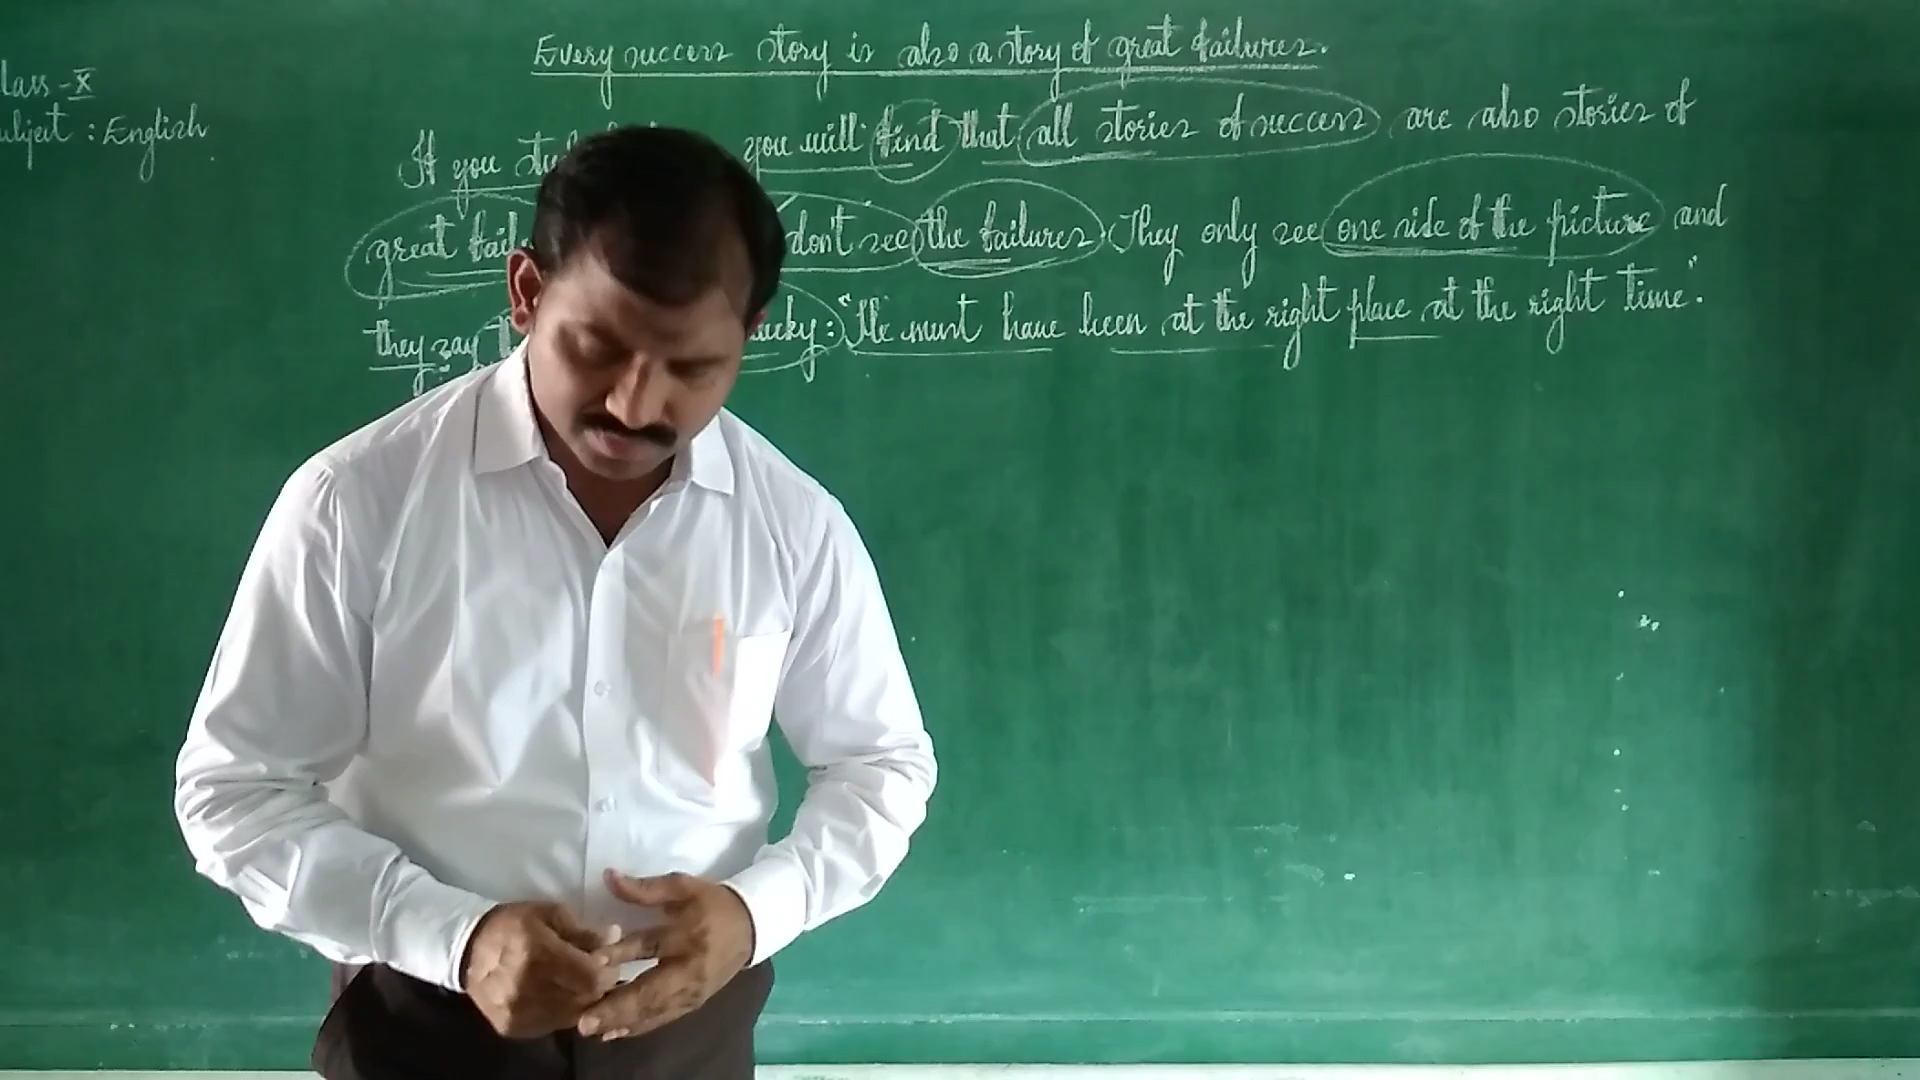 Every success story is also a story of great failures.
lass - X
ubject : English
If you you will find that all stories of success are also stories of
great don't see the failures. They only see one side of the picture and
they say lucky: "He must have been at the right place at the right time".